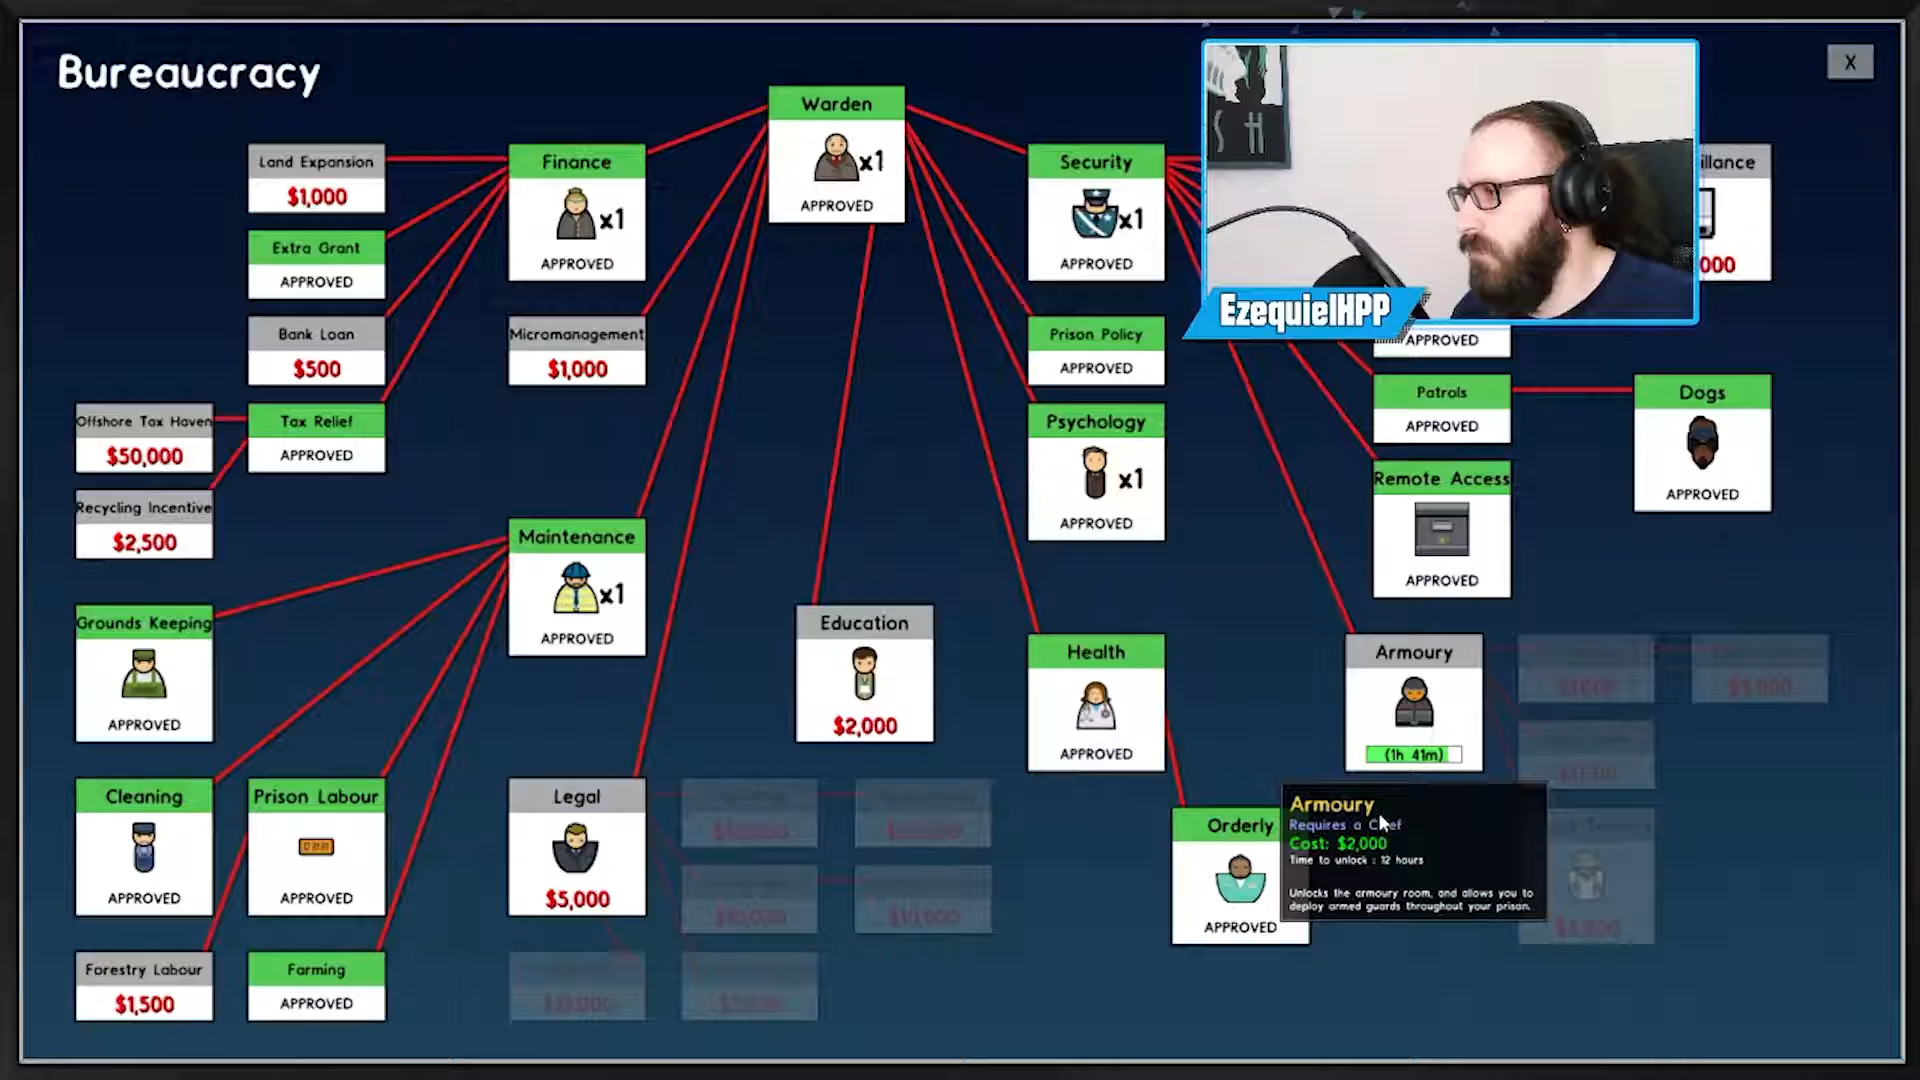 Bureaucracy
X
Warden
x1
APPROVED
Land Expansion
$1,000
Finance
x1
APPROVED
Security
x1
APPROVED
illance
000
S H
EzequielHPP
Extra Grant
APPROVED
Bank Loan
$500
Micromanagement
$1,000
Prison Policy
APPROVED
APPROVED
Patrols
APPROVED
Dogs
APPROVED
Offshore Tax Haven
$50,000
Tax Relief
APPROVED
Psychology
x1
APPROVED
Remote Access
APPROVED
Recycling Incentive
$2,500
Maintenance
x1
APPROVED
Grounds Keeping
APPROVED
Education
$2,000
Health
APPROVED
Armoury
(1h 41m)
Cleaning
APPROVED
Prison Labour
APPROVED
Legal
$5,000
Orderly
APPROVED
Armoury
Requires a
Cost: $2,000
Time to unlock : 12 hours
Unlocks the armoury room, and allows you to
deploy armed guards throughout your prison.
Forestry Labour
$1,500
Farming
APPROVED